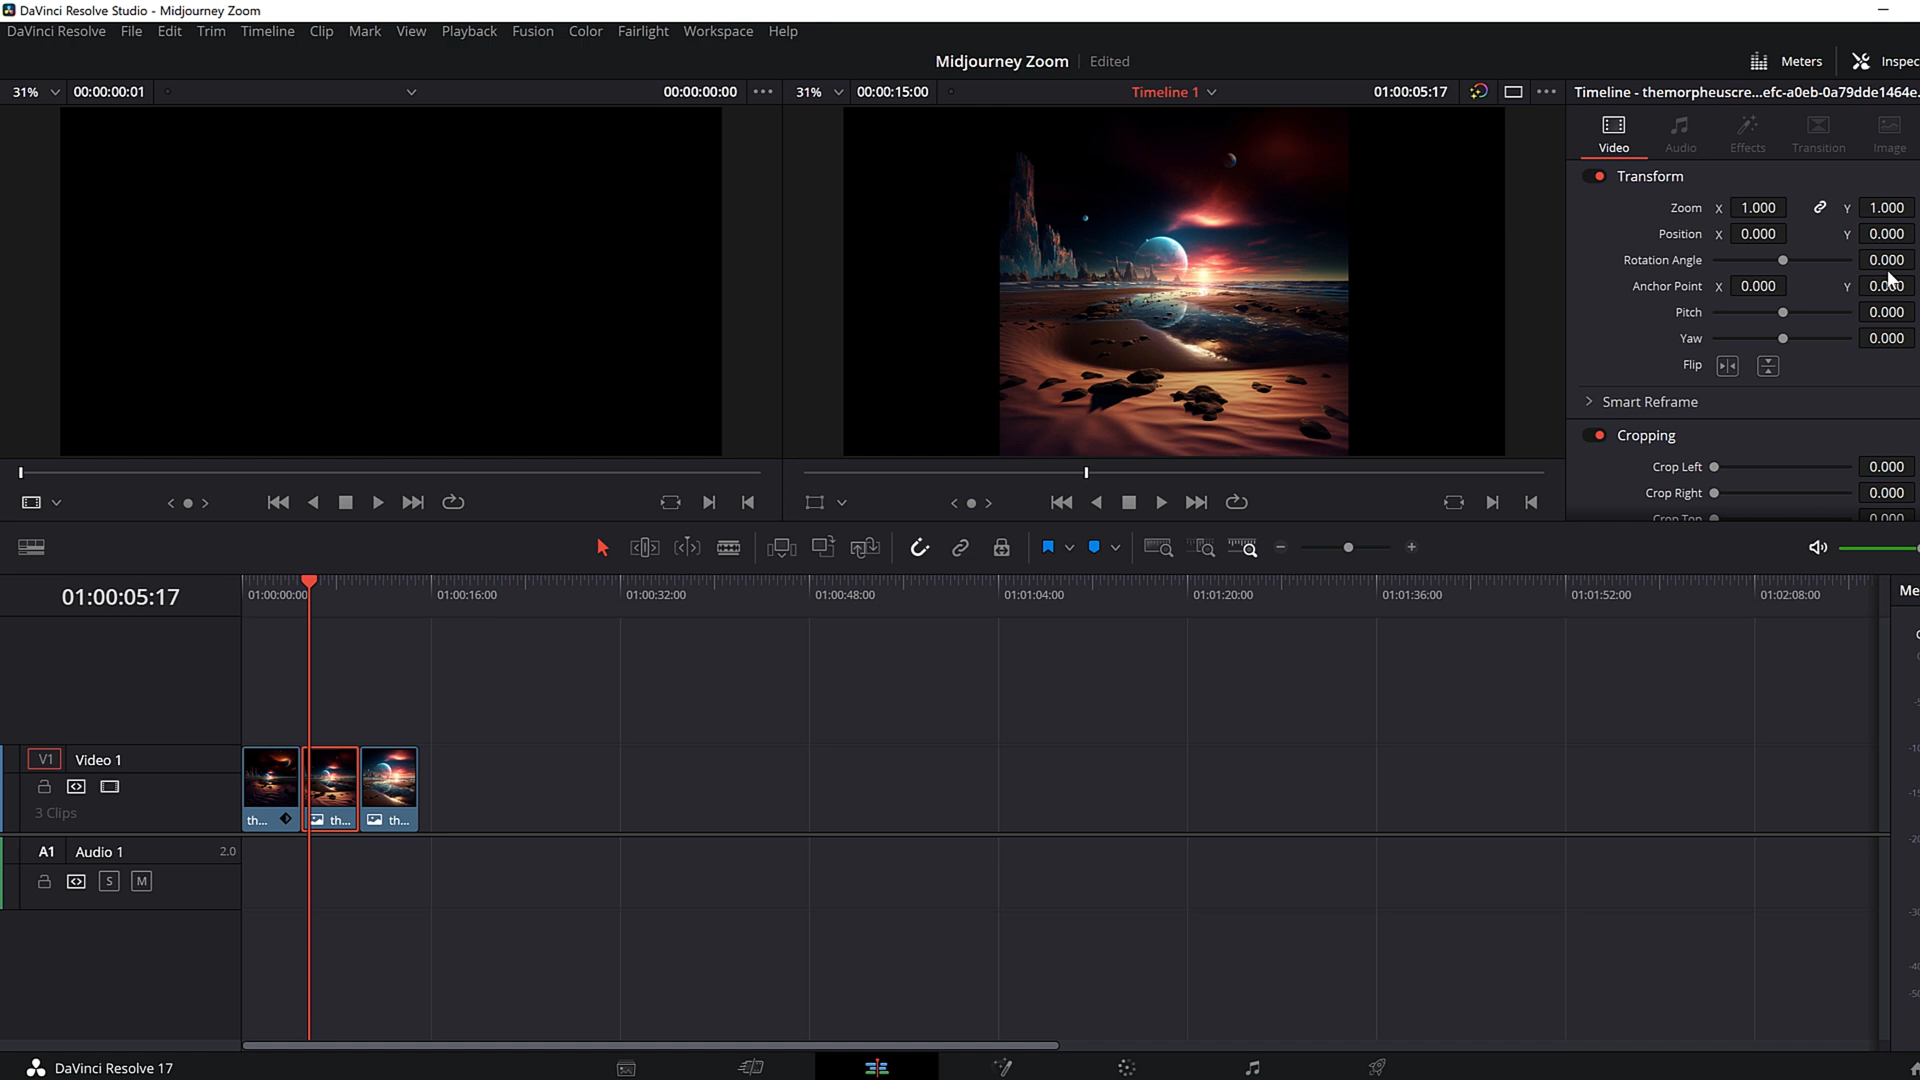 DaVinci Resolve Studio - Midjourney Zoom
DaVinci Resolve File Edit Trim Timeline Clip Mark View Playback Fusion Color Fairlight Workspace Help
Midjourney Zoom Edited
Meters
Inspec
31% 00:00:00:01 00:00:00:00 31% 00:00:15:00 Timeline 1 01:00:05:17
Timeline - themorpheuscre...efc-a0eb-0a79dde1464e.
Video Audio Effects Transition Image
Transform
Zoom X 1.000 Y 1.000
Position X 0.000 Y 0.000
Rotation Angle 0.000
Anchor Point X 0.000 Y 0.000
Pitch 0.000
Yaw 0.000
Flip
Smart Reframe
Cropping
Crop Left 0.000
Crop Right 0.000
Crop Top 0.000
01:00:05:17
01:00:00:00 01:00:16:00 01:00:32:00 01:00:48:00 01:01:04:00 01:01:20:00 01:01:36:00 01:01:52:00 01:02:08:00
Me
V1 Video 1
3 Clips
th... th... th...
A1 Audio 1 2.0
S M
DaVinci Resolve 17